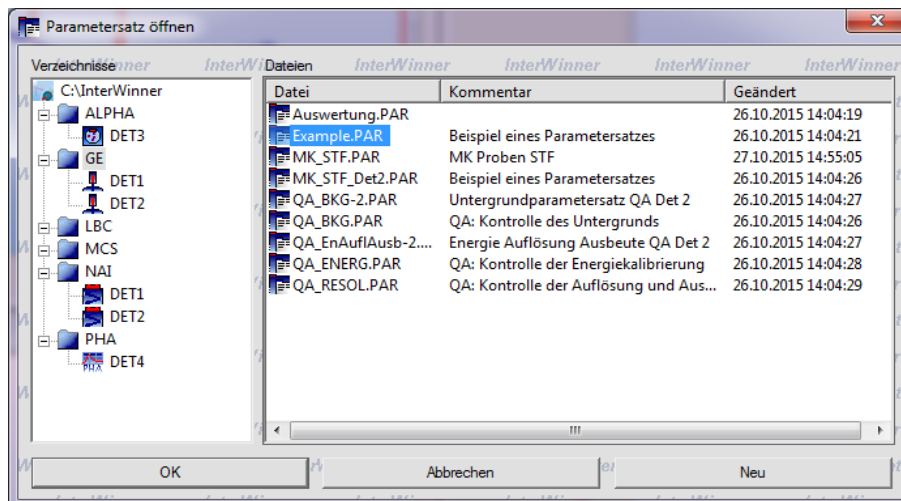 Parametersatz öffnen
Verzeichnisse
C:\InterWinner
ALPHA
DET3
GE
DET1
DET2
LBC
MCS
NAI
DET1
DET2
PHA
DET4
Dateien
Datei Kommentar Geändert
Auswertung.PAR 26.10.2015 14:04:19
Example.PAR Beispiel eines Parametersatzes 26.10.2015 14:04:21
MK_STF.PAR MK Proben STF 27.10.2015 14:55:05
MK_STF_Det2.PAR Beispiel eines Parametersatzes 26.10.2015 14:04:26
QA_BKG-2.PAR Untergrundparametersatz QA Det 2 26.10.2015 14:04:27
QA_BKG.PAR QA: Kontrolle des Untergrunds 26.10.2015 14:04:26
QA_EnAuflAusb-2.... Energie Auflösung Ausbeute QA Det 2 26.10.2015 14:04:27
QA_ENERG.PAR QA: Kontrolle der Energiekalibrierung 26.10.2015 14:04:28
QA_RESOL.PAR QA: Kontrolle der Auflösung und Aus... 26.10.2015 14:04:29
OK Abbrechen Neu